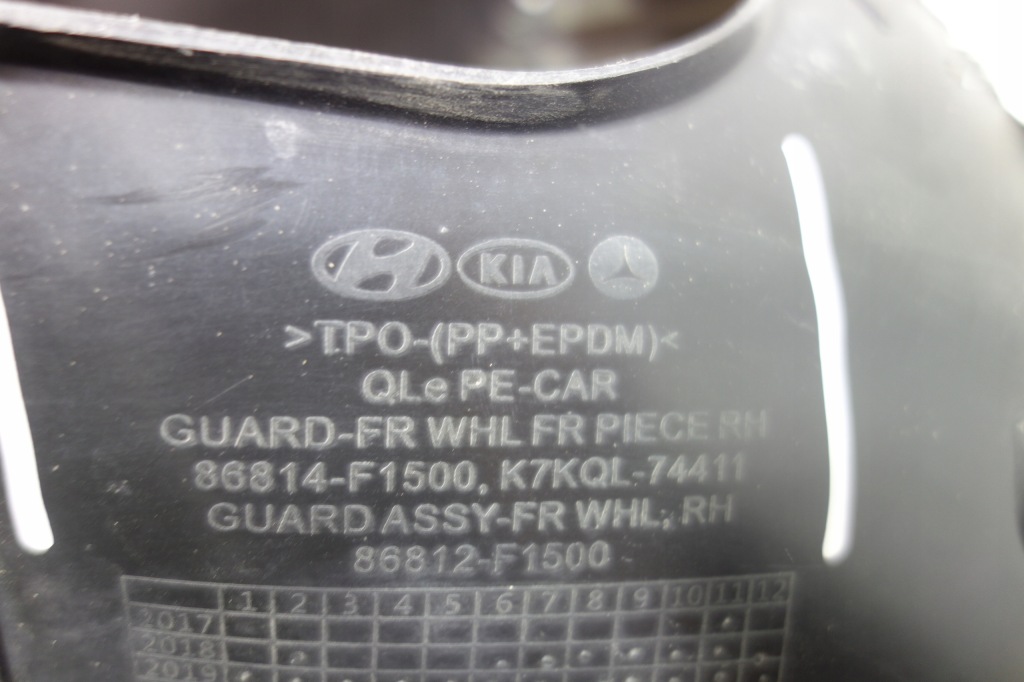 KIA
>TPO-(PP+EPDM)<
QLe PE-CAR
GUARD-FR WHL FR PIECE RH
86814-F1500, K7KQL-74411
GUARD ASSY-FR WHL, RH
86812-F1500
1 2 3 4 5 6 7 8 9 10 11 12
2017
2018
2019